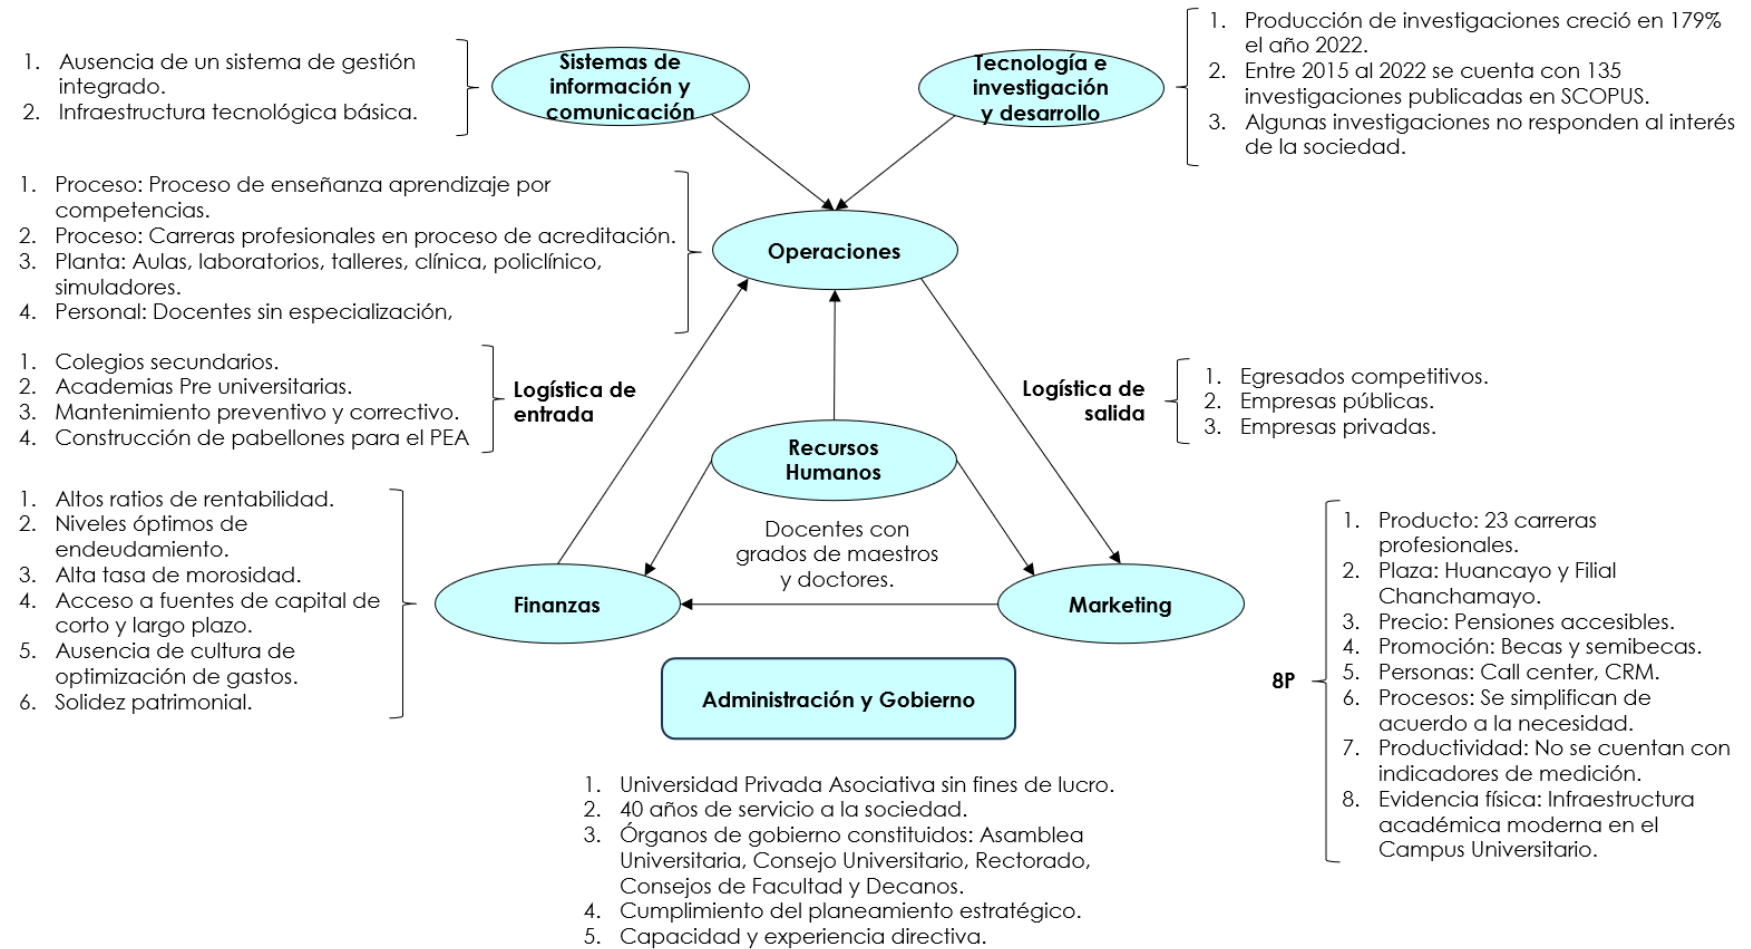 1. Ausencia de un sistema de gestión
integrado.
2. Infraestructura tecnológica básica.
Sistemas de
información y
comunicación
Tecnología e
investigación
y desarrollo
1. Producción de investigaciones creció en 179%
el año 2022.
2. Entre 2015 al 2022 se cuenta con 135
investigaciones publicadas en SCOPUS.
3. Algunas investigaciones no responden al interés
de la sociedad.
1. Proceso: Proceso de enseñanza aprendizaje por
competencias.
2. Proceso: Carreras profesionales en proceso de acreditación.
3. Planta: Aulas, laboratorios, talleres, clínica, policlínico,
simuladores.
4. Personal: Docentes sin especialización,
Operaciones
1. Colegios secundarios.
2. Academias Pre universitarias.
3. Mantenimiento preventivo y correctivo.
4. Construcción de pabellones para el PEA
Logística de
entrada
Logística de
salida
1. Egresados competitivos.
2. Empresas públicas.
3. Empresas privadas.
Recursos
Humanos
Docentes con
grados de maestros
y doctores.
1. Altos ratios de rentabilidad.
2. Niveles óptimos de
endeudamiento.
3. Alta tasa de morosidad.
4. Acceso a fuentes de capital de
corto y largo plazo.
5. Ausencia de cultura de
optimización de gastos.
6. Solidez patrimonial.
Finanzas
Marketing
8P
1. Producto: 23 carreras
profesionales.
2. Plaza: Huancayo y Filial
Chanchamayo.
3. Precio: Pensiones accesibles.
4. Promoción: Becas y semibecas.
5. Personas: Call center, CRM.
6. Procesos: Se simplifican de
acuerdo a la necesidad.
7. Productividad: No se cuentan con
indicadores de medición.
8. Evidencia física: Infraestructura
académica moderna en el
Campus Universitario.
Administración y Gobierno
1. Universidad Privada Asociativa sin fines de lucro.
2. 40 años de servicio a la sociedad.
3. Órganos de gobierno constituidos: Asamblea
Universitaria, Consejo Universitario, Rectorado,
Consejos de Facultad y Decanos.
4. Cumplimiento del planeamiento estratégico.
5. Capacidad y experiencia directiva.